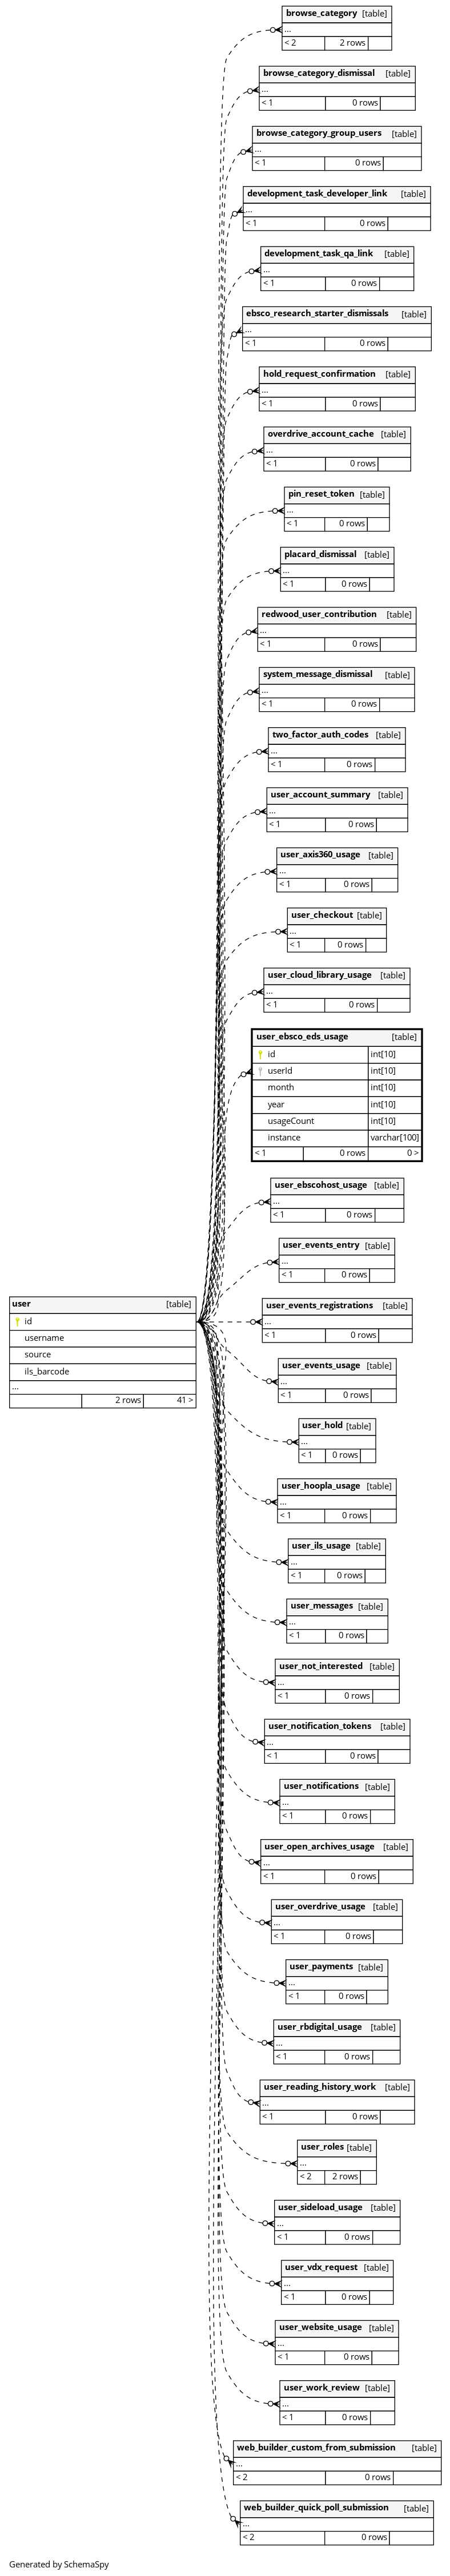 browse_category [table]
...
< 2 2 rows
browse_category_dismissal [table]
...
< 1 0 rows
browse_category_group_users [table]
...
< 1 0 rows
development_task_developer_link [table]
...
< 1 0 rows
development_task_qa_link [table]
...
< 1 0 rows
ebsco_research_starter_dismissals [table]
...
< 1 0 rows
hold_request_confirmation [table]
...
< 1 0 rows
overdrive_account_cache [table]
...
< 1 0 rows
pin_reset_token [table]
...
< 1 0 rows
placard_dismissal [table]
...
< 1 0 rows
redwood_user_contribution [table]
...
< 1 0 rows
system_message_dismissal [table]
...
< 1 0 rows
two_factor_auth_codes [table]
...
< 1 0 rows
user_account_summary [table]
...
< 1 0 rows
user_axis360_usage [table]
...
< 1 0 rows
user_checkout [table]
...
< 1 0 rows
user_cloud_library_usage [table]
...
< 1 0 rows
user_ebsco_eds_usage [table]
id int[10]
userId int[10]
month int[10]
year int[10]
usageCount int[10]
instance varchar[100]
< 1 0 rows 0 >
user_ebscohost_usage [table]
...
< 1 0 rows
user_events_entry [table]
...
< 1 0 rows
user [table]
id
username
source
ils_barcode
...
2 rows 41 >
user_events_registrations [table]
...
< 1 0 rows
user_events_usage [table]
...
< 1 0 rows
user_hold [table]
...
< 1 0 rows
user_hoopla_usage [table]
...
< 1 0 rows
user_ils_usage [table]
...
< 1 0 rows
user_messages [table]
...
< 1 0 rows
user_not_interested [table]
...
< 1 0 rows
user_notification_tokens [table]
...
< 1 0 rows
user_notifications [table]
...
< 1 0 rows
user_open_archives_usage [table]
...
< 1 0 rows
user_overdrive_usage [table]
...
< 1 0 rows
user_payments [table]
...
< 1 0 rows
user_rbdigital_usage [table]
...
< 1 0 rows
user_reading_history_work [table]
...
< 1 0 rows
user_roles [table]
...
< 2 2 rows
user_sideload_usage [table]
...
< 1 0 rows
user_vdx_request [table]
...
< 1 0 rows
user_website_usage [table]
...
< 1 0 rows
user_work_review [table]
...
< 1 0 rows
web_builder_custom_from_submission [table]
...
< 2 0 rows
web_builder_quick_poll_submission [table]
...
< 2 0 rows
Generated by SchemaSpy